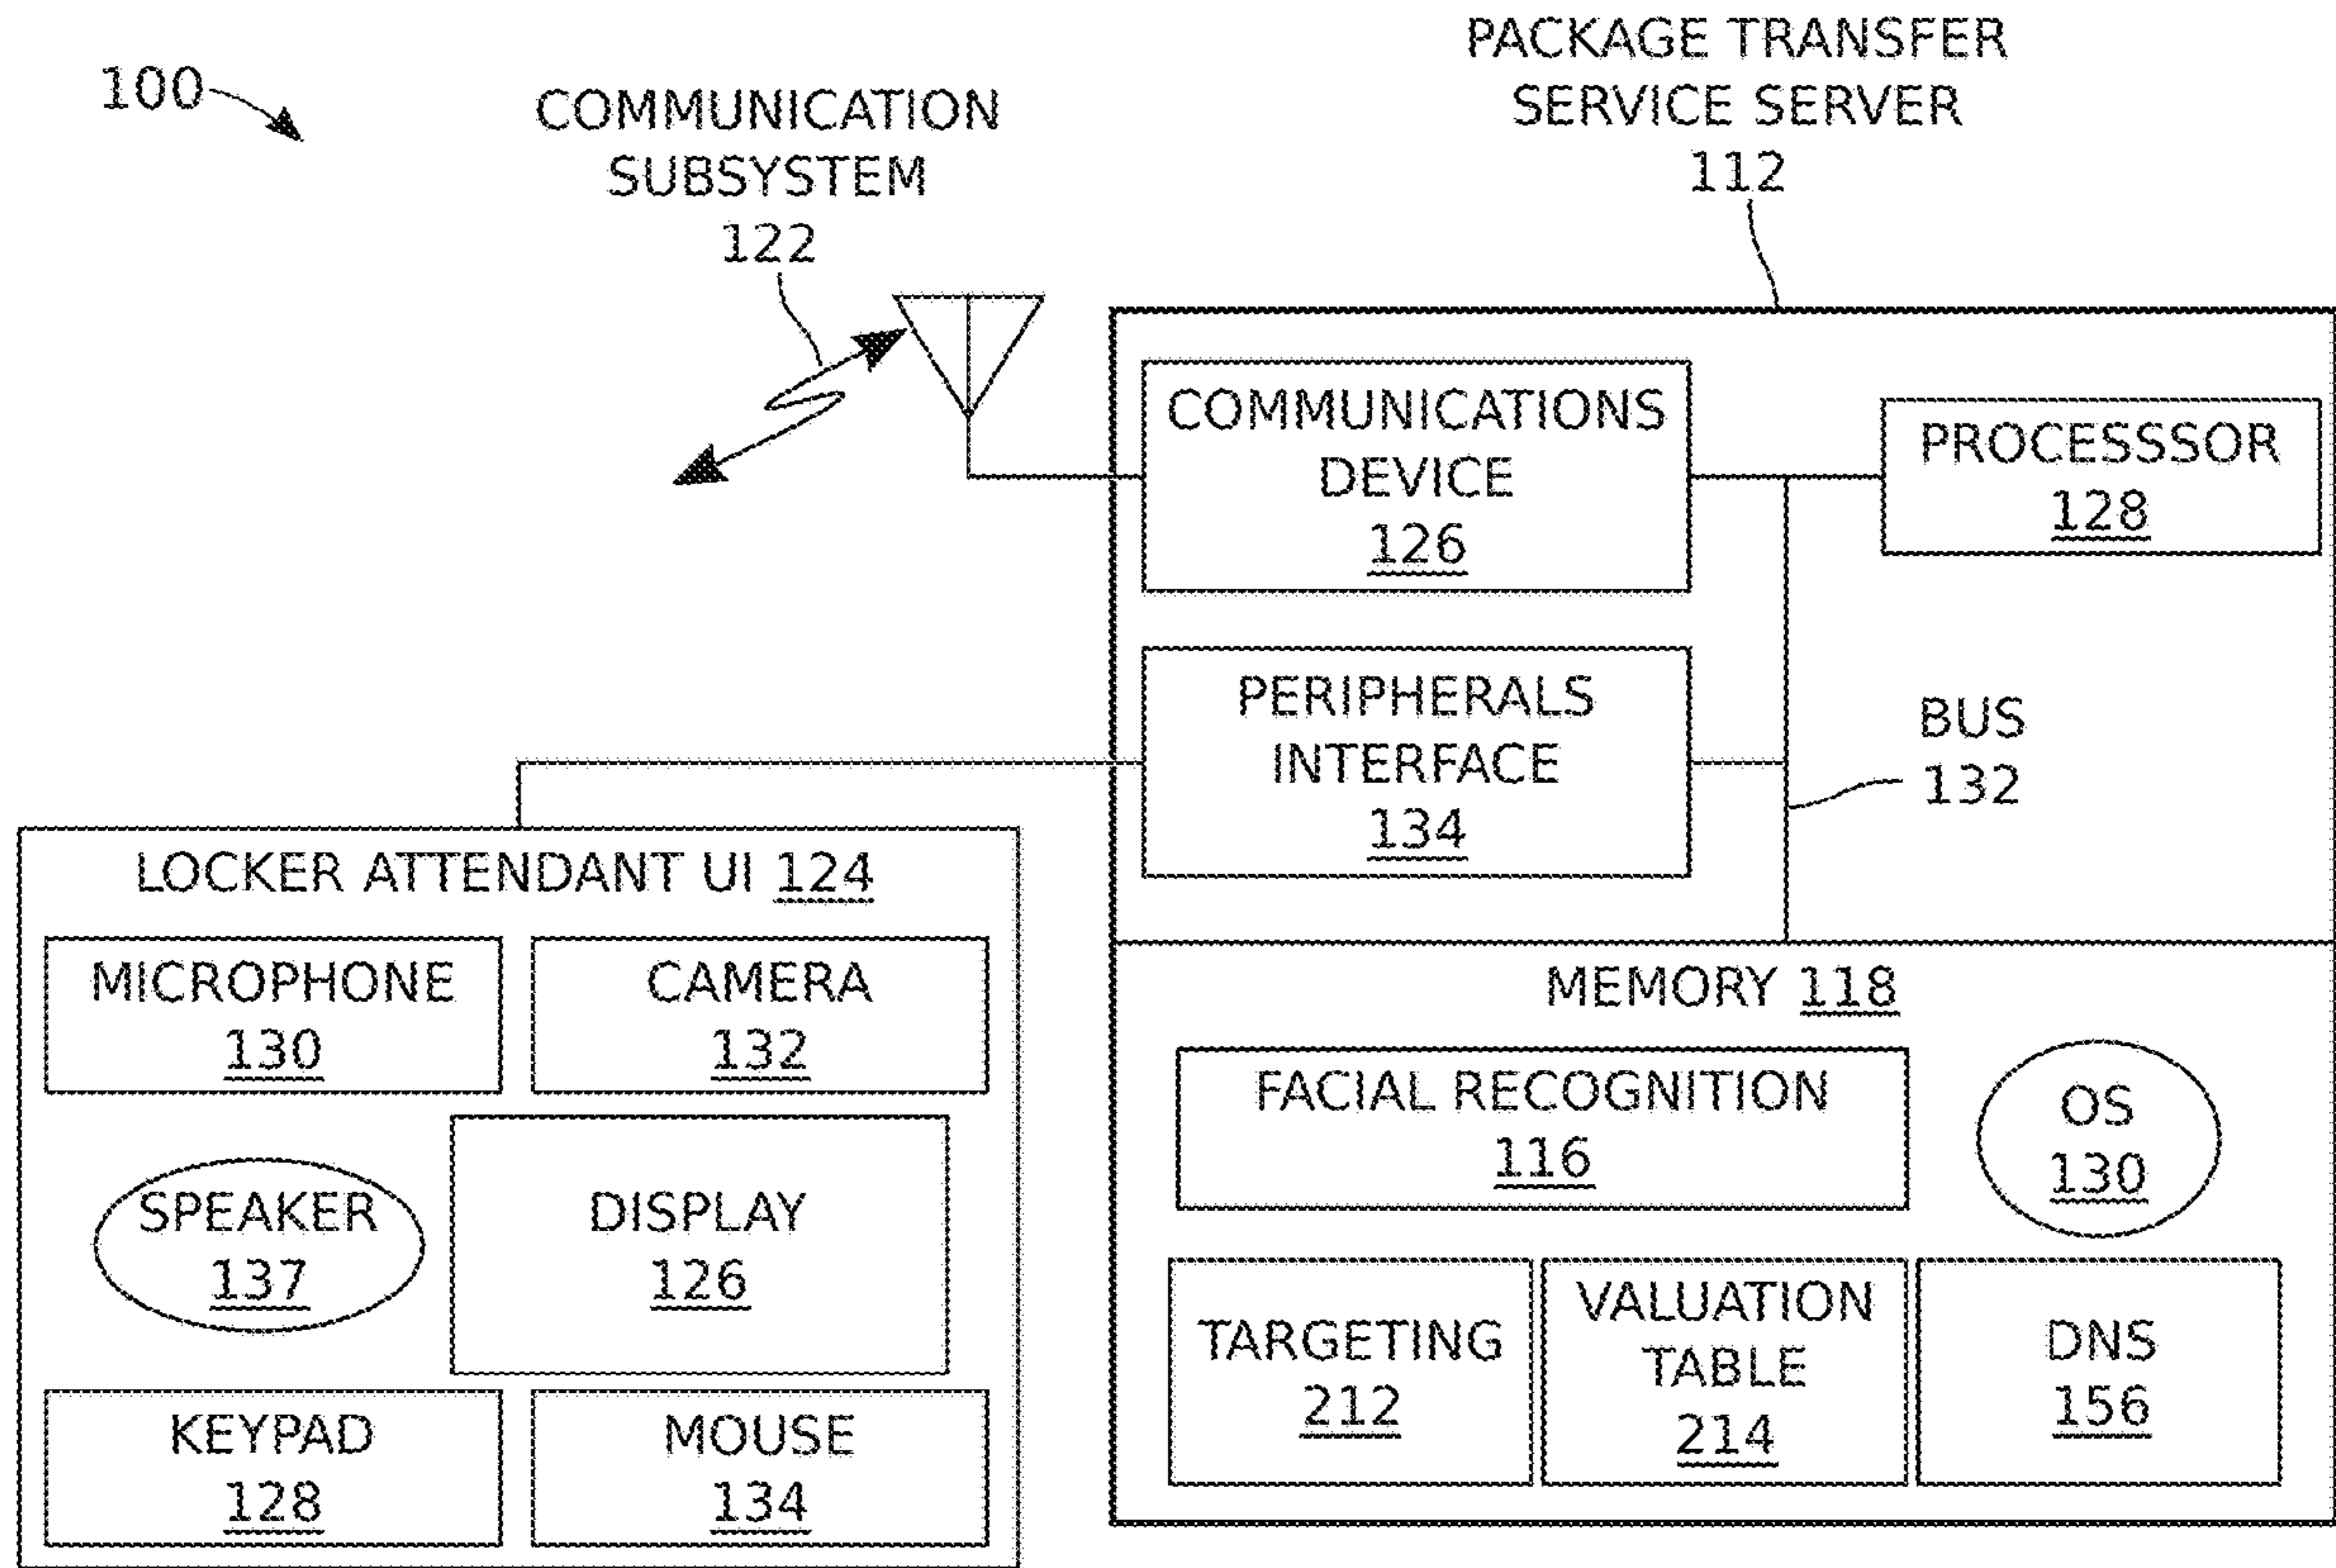 100
COMMUNICATION
SUBSYSTEM
122
PACKAGE TRANSFER
SERVICE SERVER
112
COMMUNICATIONS
DEVICE
126
PROCESSSOR
128
PERIPHERALS
INTERFACE
134
BUS
132
LOCKER ATTENDANT UI 124
MICROPHONE
130
CAMERA
132
SPEAKER
137
DISPLAY
126
KEYPAD
128
MOUSE
134
MEMORY 118
FACIAL RECOGNITION
116
OS
130
TARGETING
212
VALUATION
TABLE
214
DNS
156